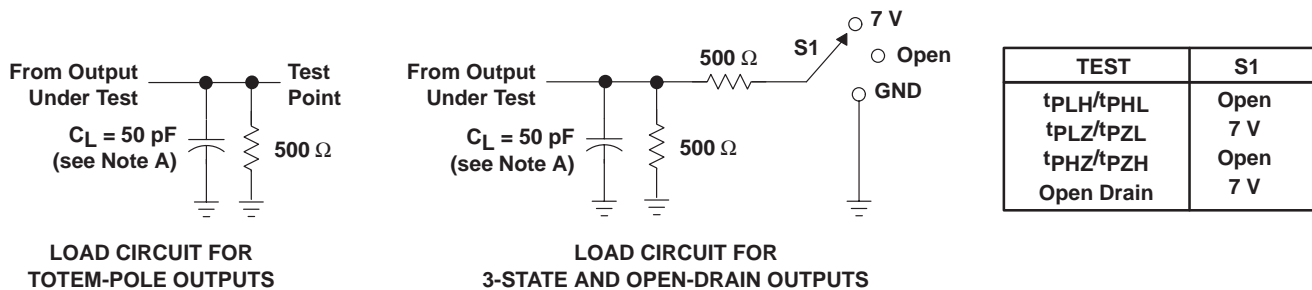 From Output
Under Test
Test
Point
CL = 50 pF
(see Note A)
500 Ω
LOAD CIRCUIT FOR
TOTEM-POLE OUTPUTS
From Output
Under Test
CL = 50 pF
(see Note A)
500 Ω
500 Ω
S1
7 V
Open
GND
LOAD CIRCUIT FOR
3-STATE AND OPEN-DRAIN OUTPUTS
TEST S1
tPLH/tPHL Open
tPLZ/tPZL 7 V
tPHZ/tPZH Open
Open Drain 7 V